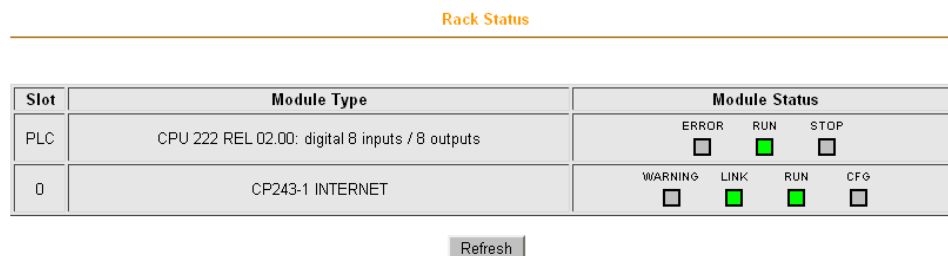 Rack Status
Slot Module Type Module Status
PLC CPU 222 REL 02.00: digital 8 inputs / 8 outputs ERROR RUN STOP
0 CP243-1 INTERNET WARNING LINK RUN CFG
Refresh